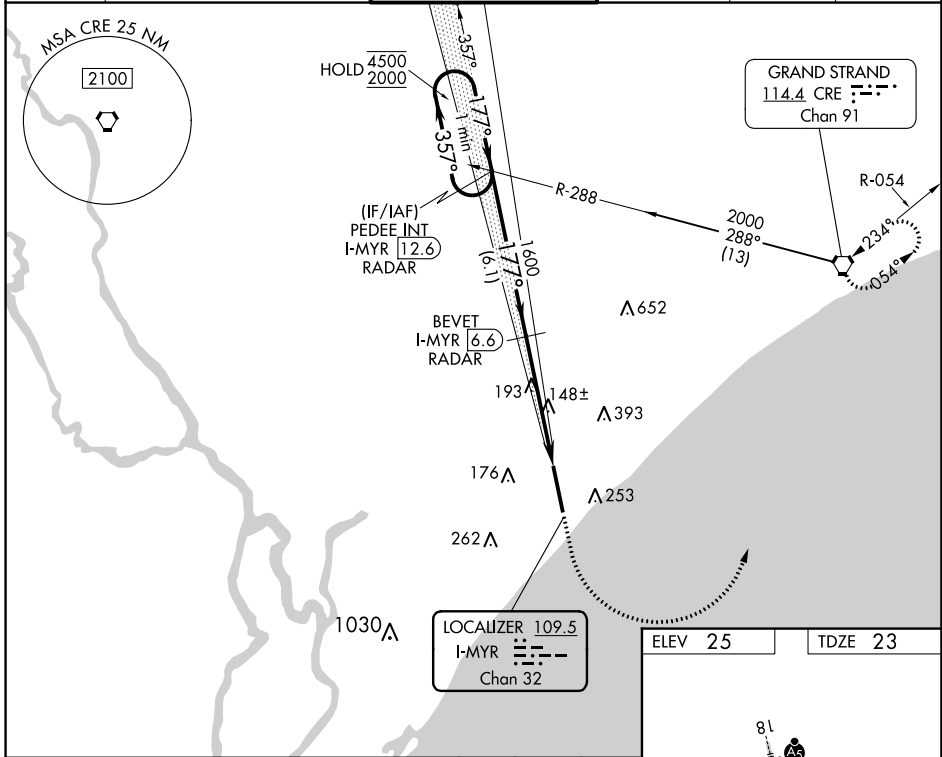 MSA CRE 25 NM
2100
HOLD 4500
2000
357°
177°
1 min
357°
GRAND STRAND
114.4 CRE
Chan 91
R-054
R-288
2000
288°
(13)
234°
054°
(IF/IAF)
PEDEE INT
I-MYR 12.6
RADAR
1600
177°
(6.1)
BEVET
I-MYR 6.6
RADAR
652
193
148±
393
176
253
262
1030
LOCALIZER 109.5
I-MYR
Chan 32
ELEV 25
TDZE 23
18
A5